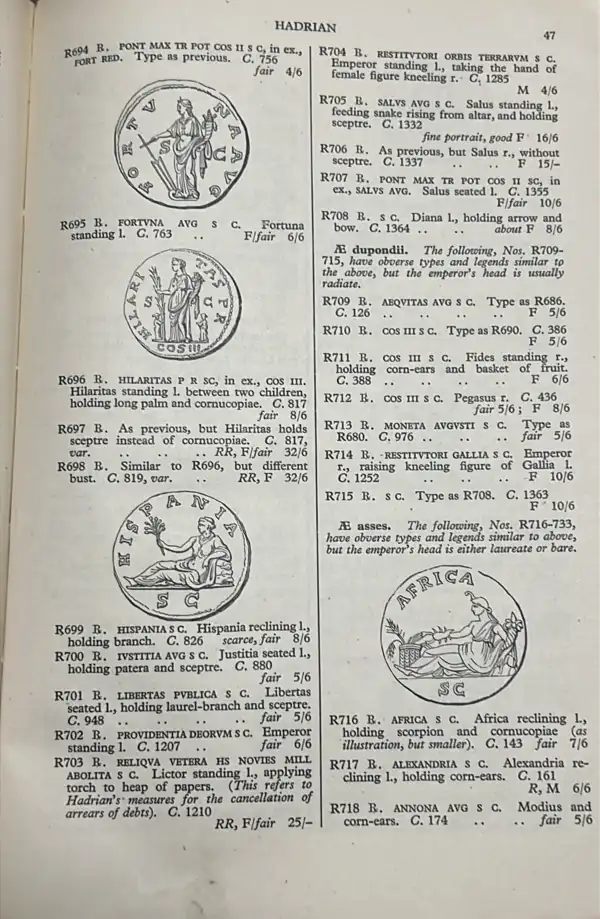 HADRIAN
47
R694 ℞. PONT MAX TR POT COS II S C, in ex.,
FORT RED. Type as previous. C. 756
fair 4/6
FORTVNA AVG
S C
R695 ℞. FORTVNA AVG S C. Fortuna
standing l. C. 763 .. F/fair 6/6
HILARITAS P R
S C
COS III
R696 ℞. HILARITAS P R SC, in ex., COS III.
Hilaritas standing l. between two children,
holding long palm and cornucopiae. C. 817
fair 8/6
R697 ℞. As previous, but Hilaritas holds
sceptre instead of cornucopiae. C. 817,
var. .. .. .. RR, F/fair 32/6
R698 ℞. Similar to R696, but different
bust. C. 819, var. .. RR, F 32/6
HISPANIA
S C
R699 ℞. HISPANIA S C. Hispania reclining l.,
holding branch. C. 826 scarce, fair 8/6
R700 ℞. IVSTITIA AVG S C. Justitia seated l.,
holding patera and sceptre. C. 880
fair 5/6
R701 ℞. LIBERTAS PVBLICA S C. Libertas
seated l., holding laurel-branch and sceptre.
C. 948 .. .. .. .. fair 5/6
R702 ℞. PROVIDENTIA DEORVM S C. Emperor
standing l. C. 1207 .. fair 6/6
R703 ℞. RELIQVA VETERA HS NOVIES MILL
ABOLITA S C. Lictor standing l., applying
torch to heap of papers. (This refers to
Hadrian's measures for the cancellation of
arrears of debts). C. 1210
RR, F/fair 25/-
R704 ℞. RESTITVTORI ORBIS TERRARVM S C.
Emperor standing l., taking the hand of
female figure kneeling r. C. 1285
M 4/6
R705 ℞. SALVS AVG S C. Salus standing l.,
feeding snake rising from altar, and holding
sceptre. C. 1332
fine portrait, good F 16/6
R706 ℞. As previous, but Salus r., without
sceptre. C. 1337 .. .. F 15/-
R707 ℞. PONT MAX TR POT COS II SC, in
ex., SALVS AVG. Salus seated l. C. 1355
F/fair 10/6
R708 ℞. S C. Diana l., holding arrow and
bow. C. 1364 .. .. about F 8/6
Æ dupondii. The following, Nos. R709-
715, have obverse types and legends similar to
the above, but the emperor's head is usually
radiate.
R709 ℞. AEQVITAS AVG S C. Type as R686.
C. 126 .. .. .. .. F 5/6
R710 ℞. COS III S C. Type as R690. C. 386
F 5/6
R711 ℞. COS III S C. Fides standing r.,
holding corn-ears and basket of fruit.
C. 388 .. .. .. .. F 6/6
R712 ℞. COS III S C. Pegasus r. C. 436
fair 5/6; F 8/6
R713 ℞. MONETA AVGVSTI S C. Type as
R680. C, 976 .. .. .. fair 5/6
R714 ℞. RESTITVTORI GALLIA S C. Emperor
r., raising kneeling figure of Gallia l.
C. 1252 .. .. .. F 10/6
R715 ℞. S C. Type as R708. C. 1363
F 10/6
Æ asses. The following, Nos. R716-733,
have obverse types and legends similar to above,
but the emperor's head is either laureate or bare.
AFRICA
SC
R716 ℞. AFRICA S C. Africa reclining l.,
holding scorpion and cornucopiae (as
illustration, but smaller). C. 143 fair 7/6
R717 ℞. ALEXANDRIA S C. Alexandria re-
clining l., holding corn-ears. C. 161
R, M 6/6
R718 ℞. ANNONA AVG S C. Modius and
corn-ears. C. 174 .. .. fair 5/6